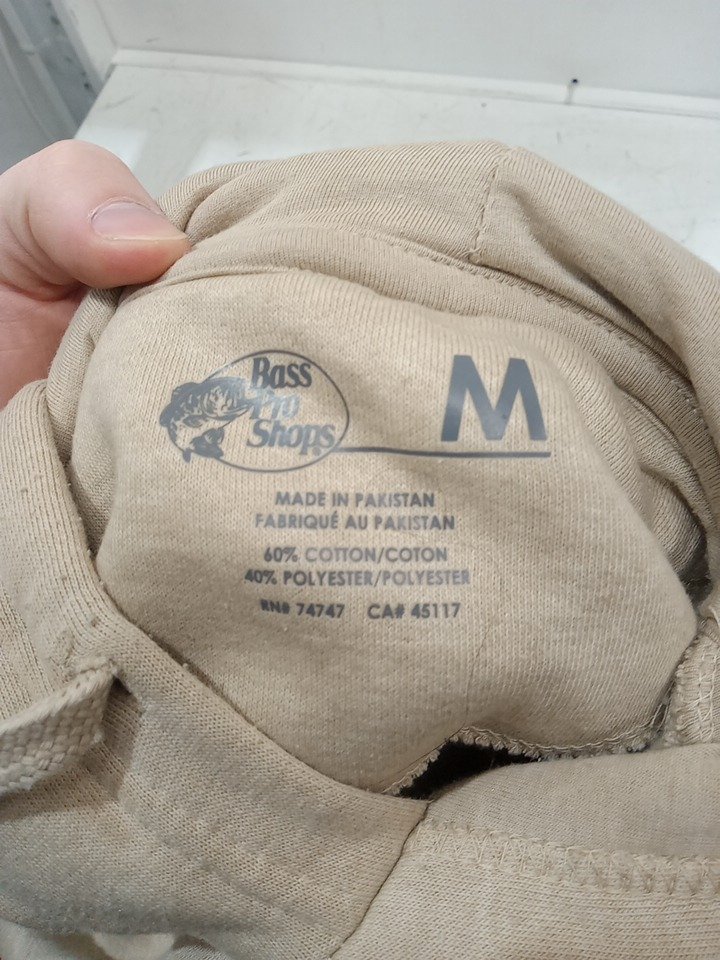 Bass
Pro
Shops
M
MADE IN PAKISTAN
FABRIQUÉ AU PAKISTAN
60% COTTON/COTON
40% POLYESTER/POLYESTER
RN# 74747 CA# 45117